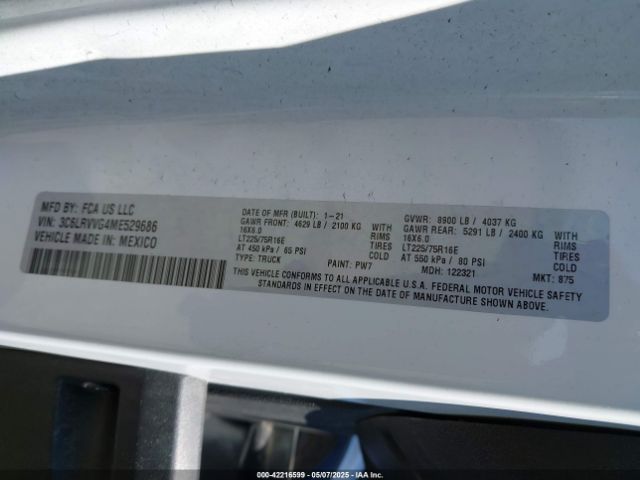 MFD BY: FCA US LLC
VIN: 3C6LRVVG4ME529686
VEHICLE MADE IN: MEXICO
DATE OF MFR (BUILT): 1-21
GAWR FRONT: 4629 LB / 2100 KG
16X6.0 RIMS
LT225/75R16E TIRES
AT 450 kPa / 65 PSI COLD
TYPE: TRUCK PAINT: PW7
WITH
GVWR: 8900 LB / 4037 KG
GAWR REAR: 5291 LB / 2400 KG
16X6.0 RIMS
LT225/75R16E TIRES
AT 550 kPa / 80 PSI COLD
MDH: 122321 MKT: 875
WITH
THIS VEHICLE CONFORMS TO ALL APPLICABLE U.S.A. FEDERAL MOTOR VEHICLE SAFETY
STANDARDS IN EFFECT ON THE DATE OF MANUFACTURE SHOWN ABOVE.
000-42216599 - 05/07/2025 - IAAI.com